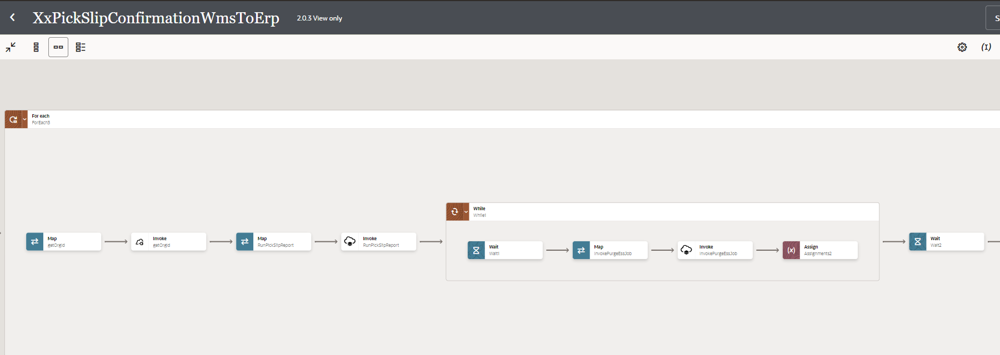 XxPickSlipConfirmationWmsToErp
2.0.3 View only
S
(I)
For each
ForEach3
Map
getOrgId
Invoke
getOrgId
Map
RunPickSlipReport
Invoke
RunPickSlipReport
While
While1
Wait
Wait1
Map
InvokePurgeEssJob
Invoke
InvokePurgeEssJob
(x)
Assign
Assignments2
Wait
Wait2